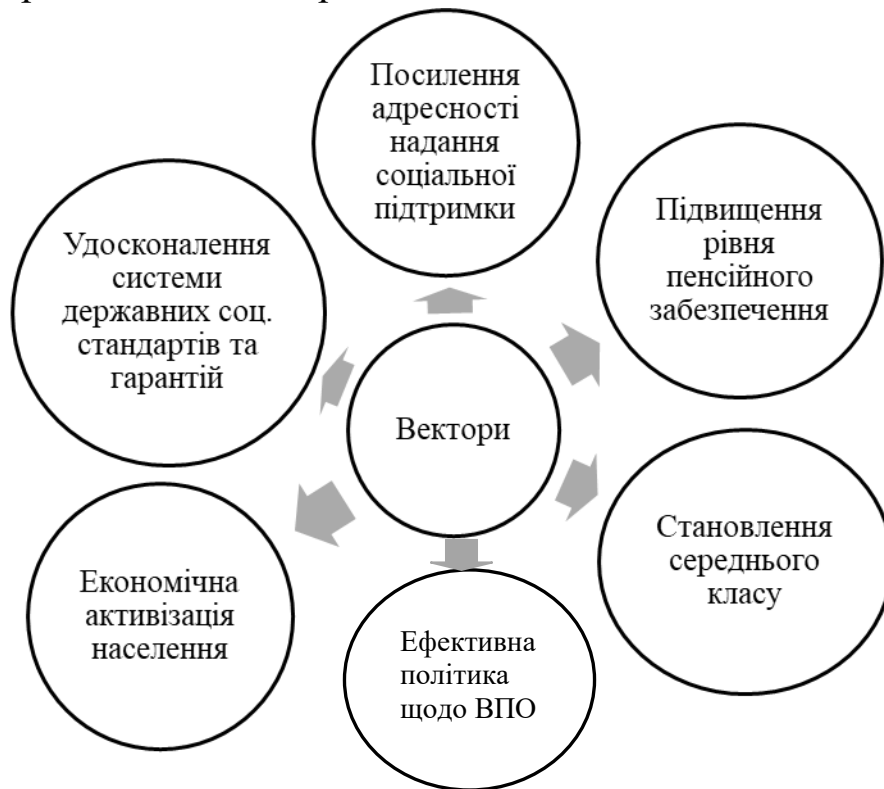 Посилення
адресності
надання
соціальної
підтримки
Підвищення
рівня
пенсійного
забезпечення
Удосконалення
системи
державних соц.
стандартів та
гарантій
Вектори
Становлення
середнього
класу
Економічна
активізація
населення
Ефективна
політика
щодо ВПО